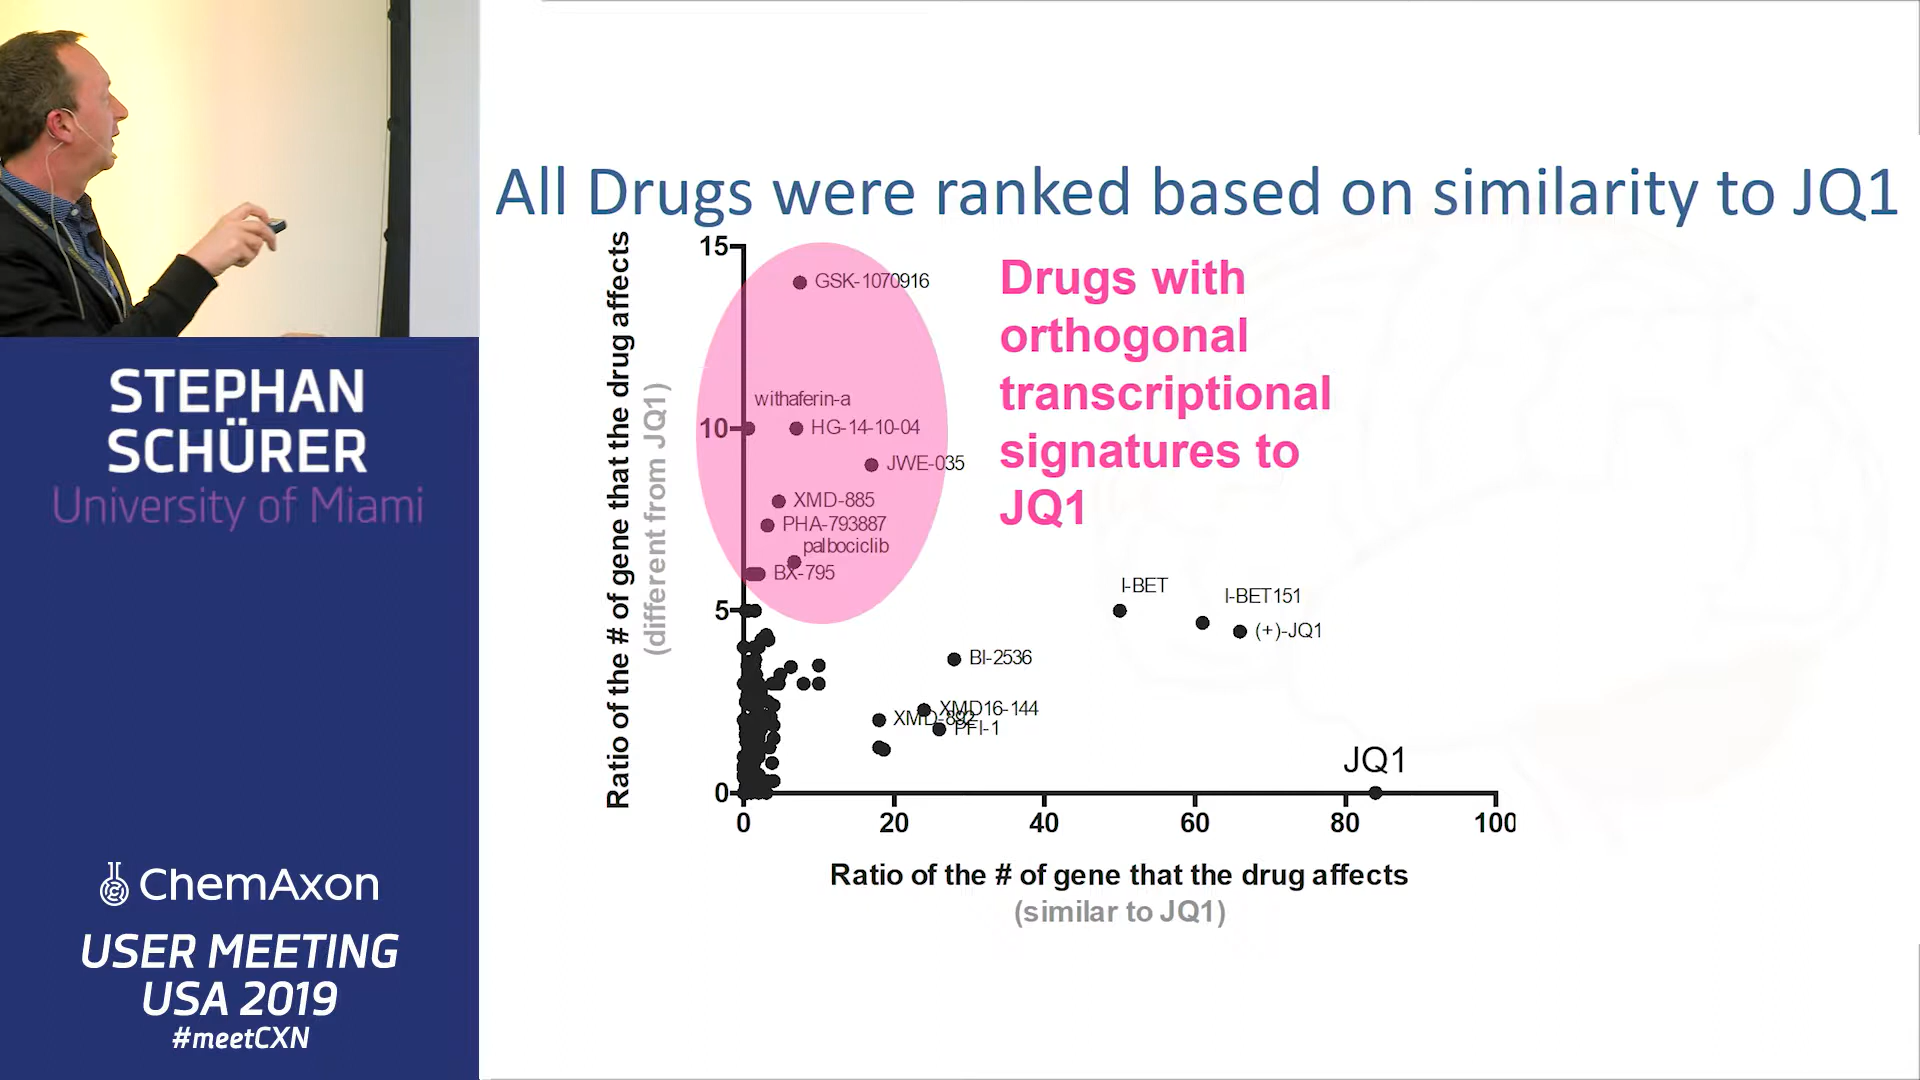 All Drugs were ranked based on similarity to JQ1
STEPHAN
SCHÜRER
University of Miami
ChemAxon
USER MEETING
USA 2019
#meetCXN
Ratio of the # of gene that the drug affects
(different from JQ1)
15
10
5
0
GSK-1070916
withaferin-a
HG-14-10-04
JWE-035
XMD-885
PHA-793887
palbociclib
BX-795
Drugs with
orthogonal
transcriptional
signatures to
JQ1
I-BET
I-BET151
(+)-JQ1
BI-2536
XMD16-144
XMD-892
PFI-1
JQ1
0 20 40 60 80 100
Ratio of the # of gene that the drug affects
(similar to JQ1)